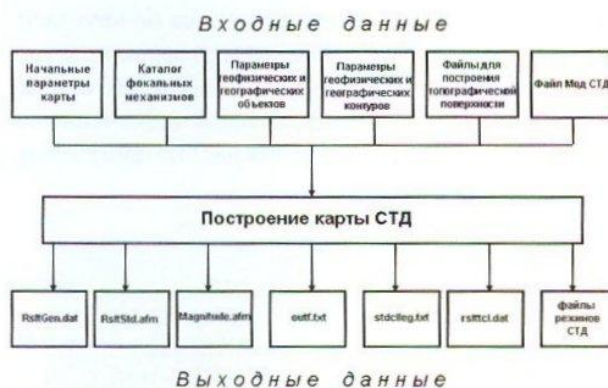 Входные данные
Начальные
параметры
карты
Каталог
фокальных
механизмов
Параметры
геофизических и
географических
объектов
Параметры
геофизических и
географических
контуров
Файлы для
построения
топографической
поверхности
Файл Мод СТД
Построение карты СТД
RsltGen.dat
RsltStd.afm
Magnitude.afm
outf.txt
stdclleg.txt
rslttcl.dat
файлы
режимов
СТД
Выходные данные